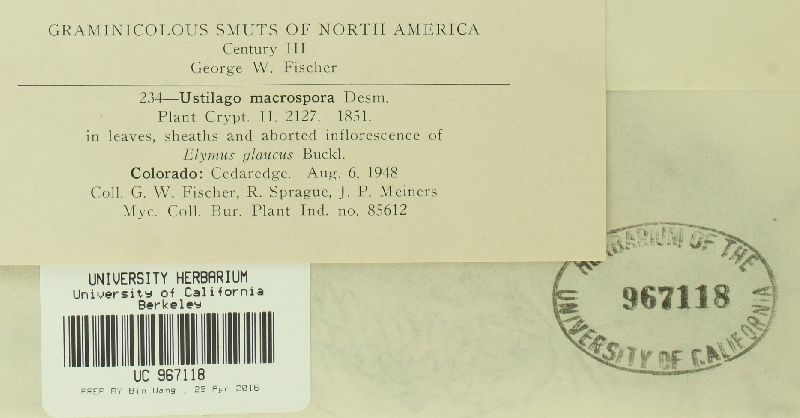 GRAMINICOLOUS SMUTS OF NORTH AMERICA
Century III
George W. Fischer
234—Ustilago macrospora Desm.
Plant Crypt. II. 2127. 1851.
in leaves, sheaths and aborted inflorescence of
Elymus glaucus Buckl.
Colorado: Cedaredge. Aug. 6, 1948
Coll. G. W. Fischer, R. Sprague, J. P. Meiners
Myc. Coll. Bur. Plant Ind. no. 85612
UNIVERSITY HERBARIUM
University of California
Berkeley
UC 967118
PREP BY Bin Wang , 29 Apr 2016
HERBARIUM OF THE
967118
UNIVERSITY OF CALIFORNIA